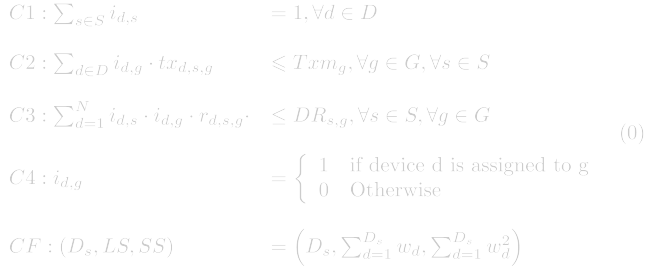 C1 : ∑_{s∈S} i_{d,s} = 1, ∀d ∈ D
C2 : ∑_{d∈D} i_{d,g} · tx_{d,s,g} ⩽ Txm_g, ∀g ∈ G, ∀s ∈ S
C3 : ∑_{d=1}^{N} i_{d,s} · i_{d,g} · r_{d,s,g}· ≤ DR_{s,g}, ∀s ∈ S, ∀g ∈ G
(0)
C4 : i_{d,g} = { 1 if device d is assigned to g
0 Otherwise
CF : (D_s, LS, SS) = (D_s, ∑_{d=1}^{D_s} w_d, ∑_{d=1}^{D_s} w_d^2)